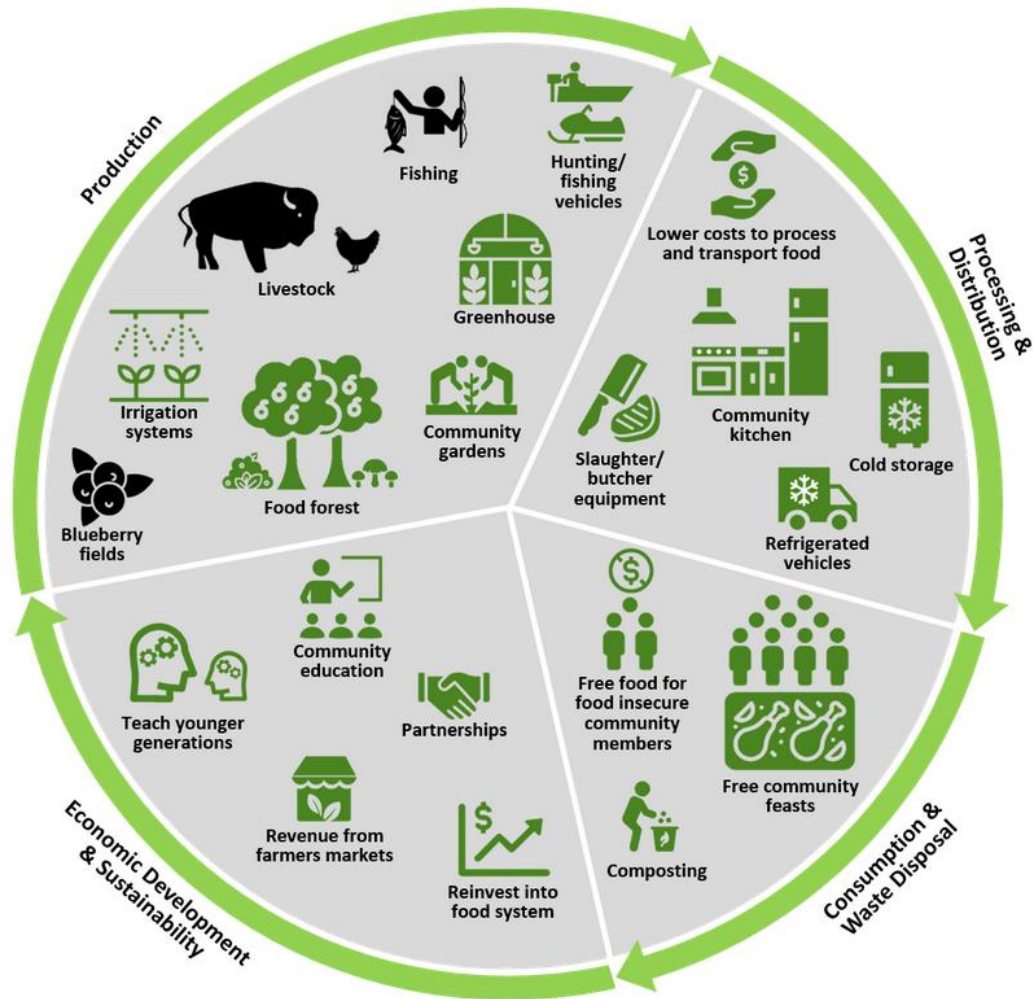 Production
Fishing
Hunting/
fishing
vehicles
Livestock
Greenhouse
Irrigation
systems
Food forest
Community
gardens
Blueberry
fields
Processing &
Distribution
Lower costs to process
and transport food
Community
kitchen
Cold storage
Slaughter/
butcher
equipment
Refrigerated
vehicles
Consumption &
Waste Disposal
Free food for
food insecure
community
members
Free community
feasts
Composting
Economic Development
& Sustainability
Community
education
Teach younger
generations
Partnerships
Revenue from
farmers markets
$
Reinvest into
food system
$
$